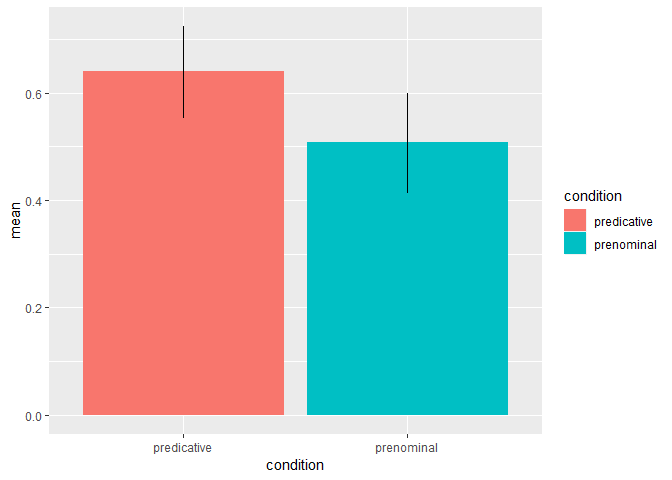 mean
0.6
0.4
0.2
0.0
predicative
prenominal
condition
condition
predicative
prenominal